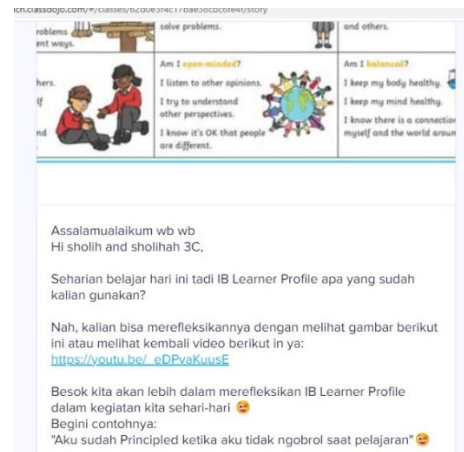 solve problems.
and others.
roblems
ent ways.
Am I open minded?
Am I balanced?
hers.
I listen to other opinions.
I keep my body healthy.
lf
I try to understand
I keep my mind healthy.
other perspectives.
I know there is a connection
nd
I know it's OK that people
myself and the world aroun
are different.
Assalamualaikum wb wb
Hi sholih and sholihah 3C,
Seharian belajar hari ini tadi IB Learner Profile apa yang sudah
kalian gunakan?
Nah, kalian bisa merefleksikannya dengan melihat gambar berikut
ini atau melihat kembali video berikut in ya:
https://youtu.be/_eDPvaKuusE
Besok kita akan lebih dalam merefleksikan IB Learner Profile
dalam kegiatan kita sehari-hari
Begini contohnya:
"Aku sudah Principled ketika aku tidak ngobrol saat pelajaran"